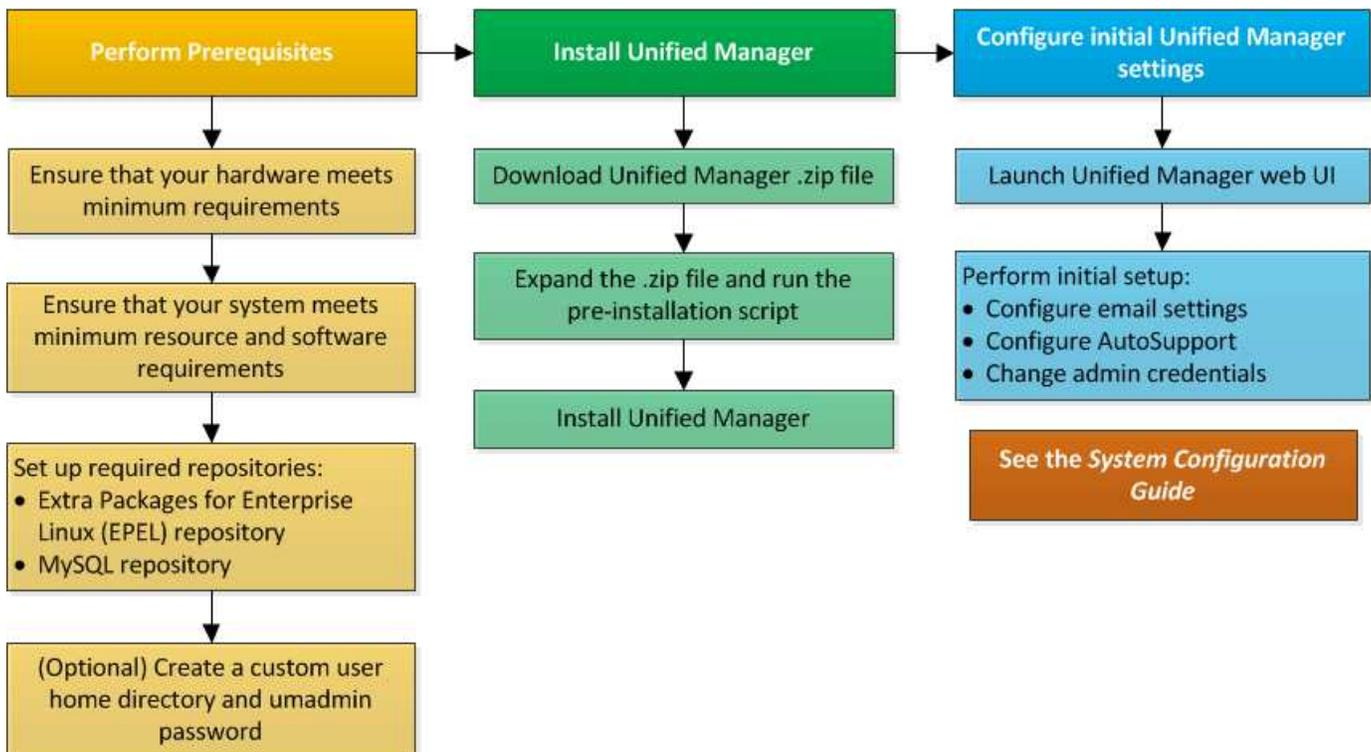 Perform Prerequisites
Ensure that your hardware meets
minimum requirements
Ensure that your system meets
minimum resource and software
requirements
Set up required repositories:
• Extra Packages for Enterprise
Linux (EPEL) repository
• MySQL repository
(Optional) Create a custom user
home directory and umadmin
password
Install Unified Manager
Download Unified Manager .zip file
Expand the .zip file and run the
pre-installation script
Install Unified Manager
Configure initial Unified Manager
settings
Launch Unified Manager web UI
Perform initial setup:
• Configure email settings
• Configure AutoSupport
• Change admin credentials
See the System Configuration
Guide